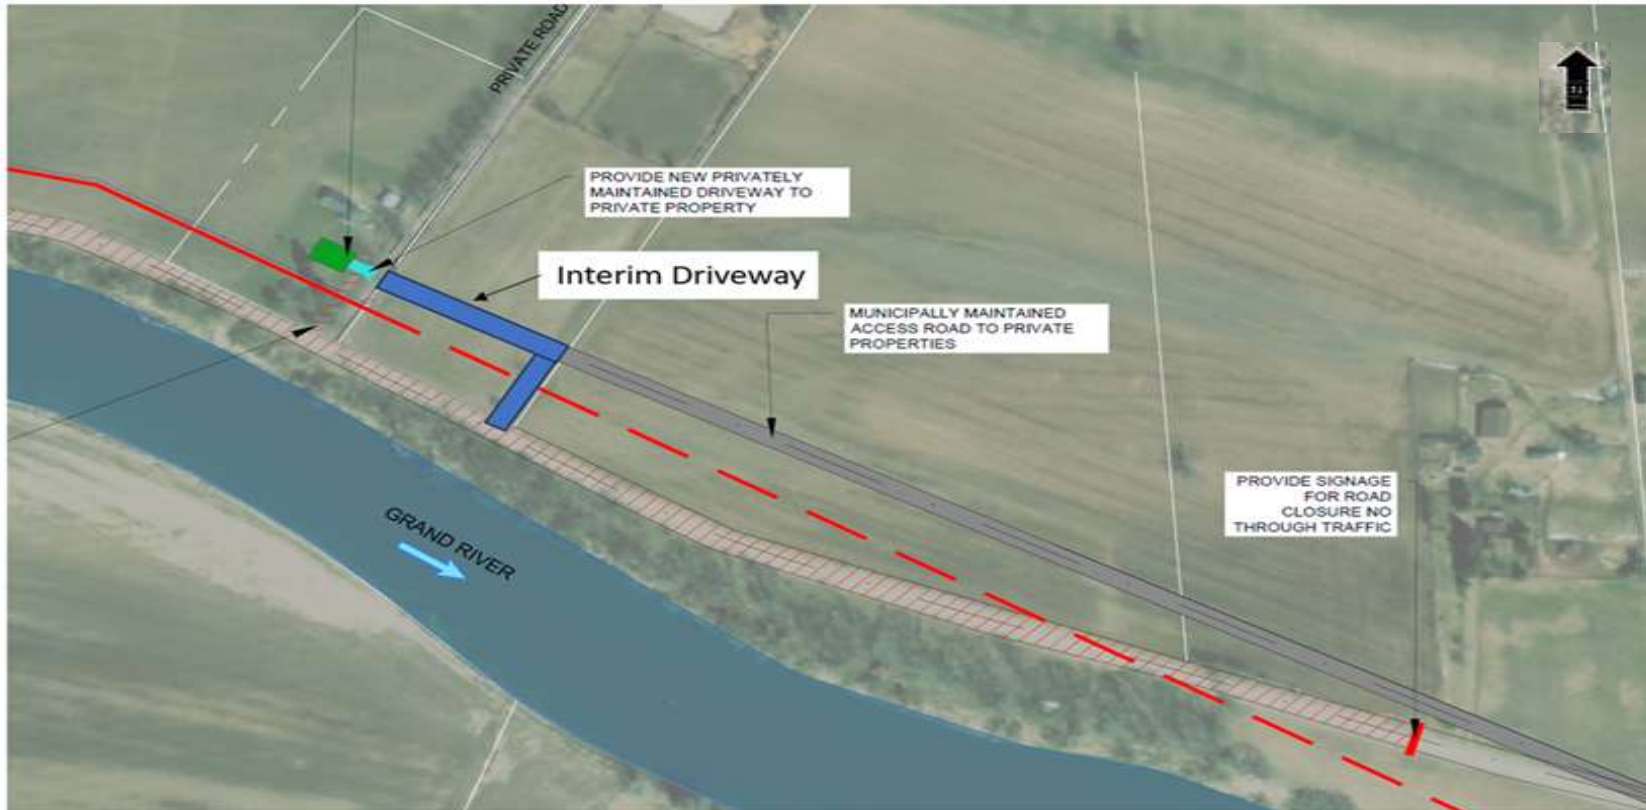 PRIVATE ROAD
PROVIDE NEW PRIVATELY
MAINTAINED DRIVEWAY TO
PRIVATE PROPERTY
Interim Driveway
MUNICIPALLY MAINTAINED
ACCESS ROAD TO PRIVATE
PROPERTIES
PROVIDE SIGNAGE
FOR ROAD
CLOSURE NO
THROUGH TRAFFIC
GRAND RIVER